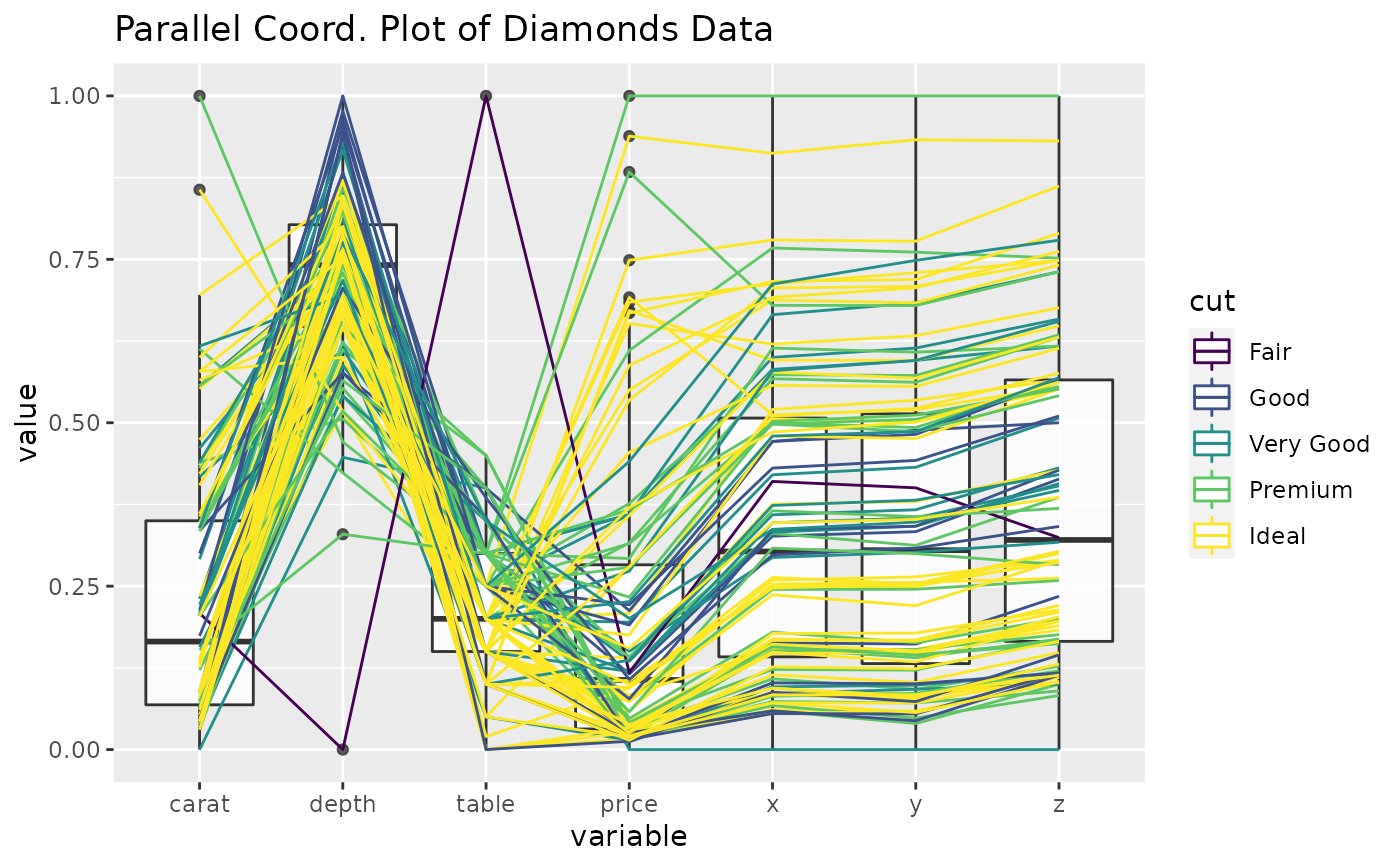 Parallel Coord. Plot of Diamonds Data
1.00
0.75
0.50
0.25
0.00
value
carat depth table price x y z
variable
cut
Fair
Good
Very Good
Premium
Ideal